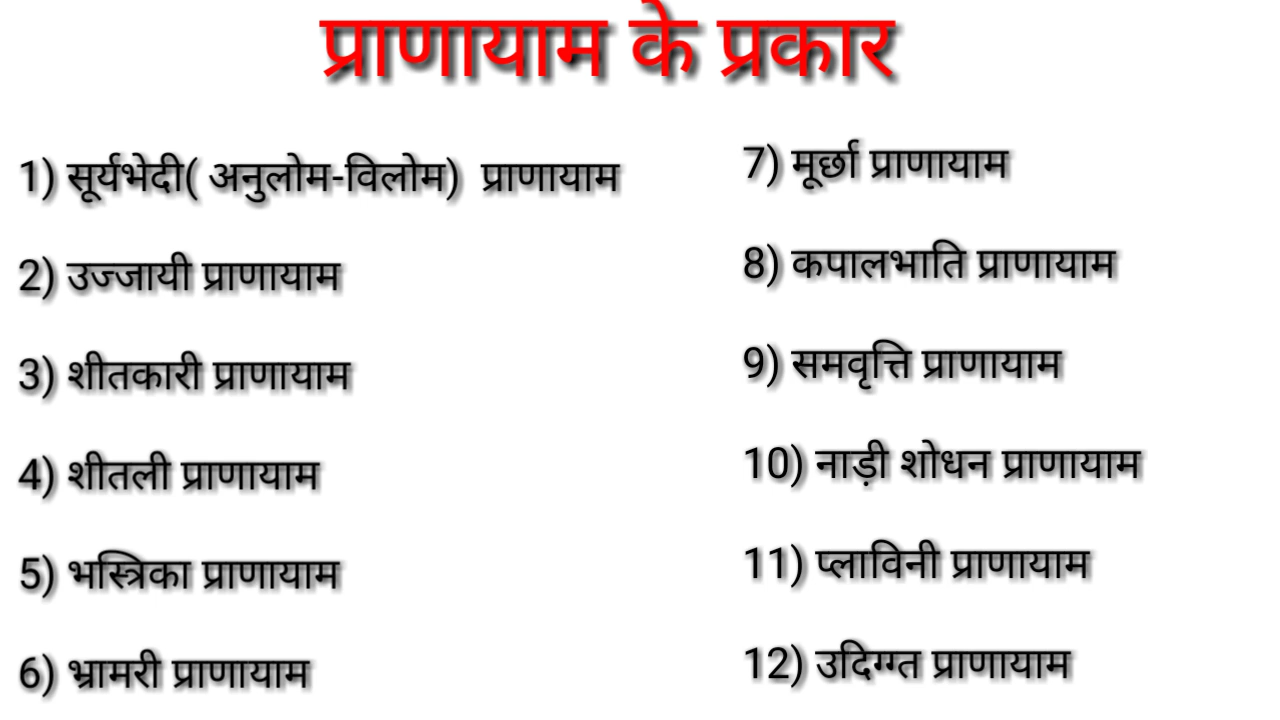 प्राणायाम के प्रकार
1) सूर्यभेदी( अनुलोम-विलोम) प्राणायाम
2) उज्जायी प्राणायाम
3) शीतकारी प्राणायाम
4) शीतली प्राणायाम
5) भस्त्रिका प्राणायाम
6) भ्रामरी प्राणायाम
7) मूर्छा प्राणायाम
8) कपालभाति प्राणायाम
9) समवृत्ति प्राणायाम
10) नाड़ी शोधन प्राणायाम
11) प्लाविनी प्राणायाम
12) उदिग्ग्त प्राणायाम